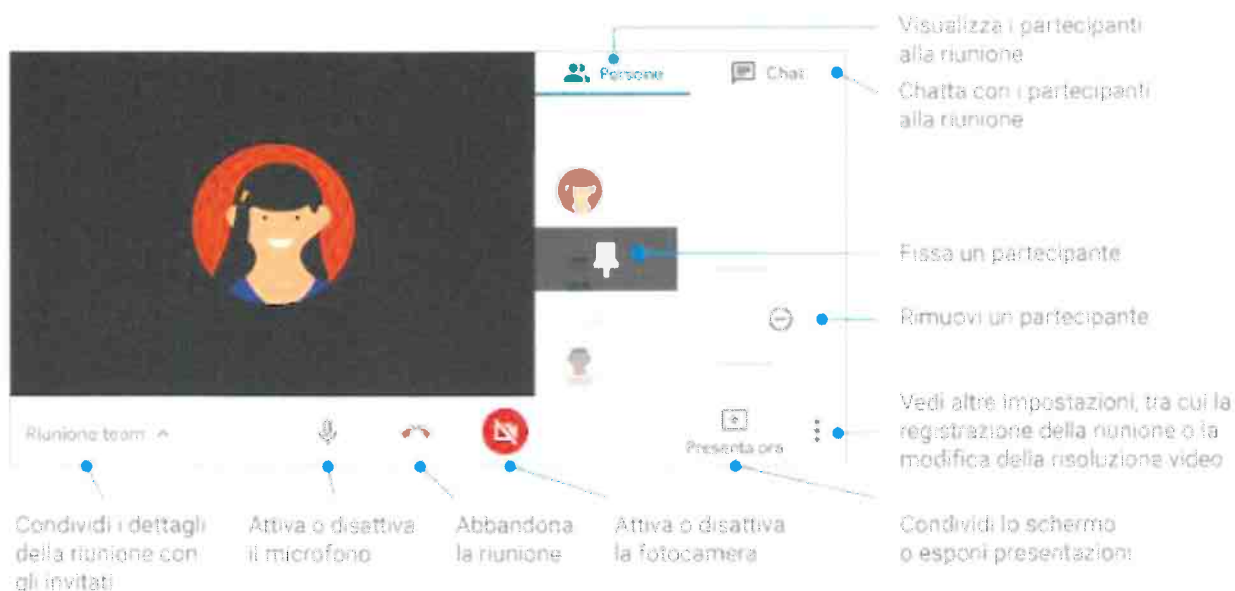 Visualizza i partecipanti
alla riunione
Persone
Chat
Chatta con i partecipanti
alla riunione
Fissa un partecipante
Rimuovi un partecipante
Vedi altre impostazioni, tra cui la
registrazione della riunione o la
modifica della risoluzione video
Riunione team
Presenta ora
Condividi i dettagli
della riunione con
gli invitati
Attiva o disattiva
il microfono
Abbandona
la riunione
Attiva o disattiva
la fotocamera
Condividi lo schermo
o esponi presentazioni